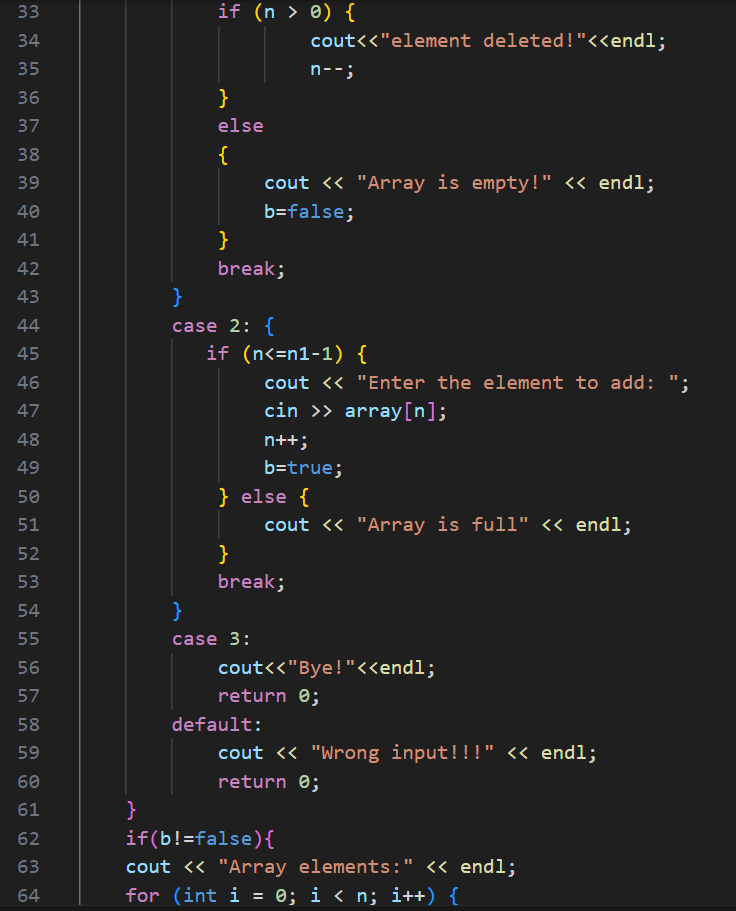 33 if (n > 0) {
34 cout<<"element deleted!"<<endl;
35 n--;
36 }
37 else
38 {
39 cout << "Array is empty!" << endl;
40 b=false;
41 }
42 break;
43 }
44 case 2: {
45 if (n<=n1-1) {
46 cout << "Enter the element to add: ";
47 cin >> array[n];
48 n++;
49 b=true;
50 } else {
51 cout << "Array is full" << endl;
52 }
53 break;
54 }
55 case 3:
56 cout<<"Bye!"<<endl;
57 return 0;
58 default:
59 cout << "Wrong input!!!" << endl;
60 return 0;
61 }
62 if(b!=false){
63 cout << "Array elements:" << endl;
64 for (int i = 0; i < n; i++) {